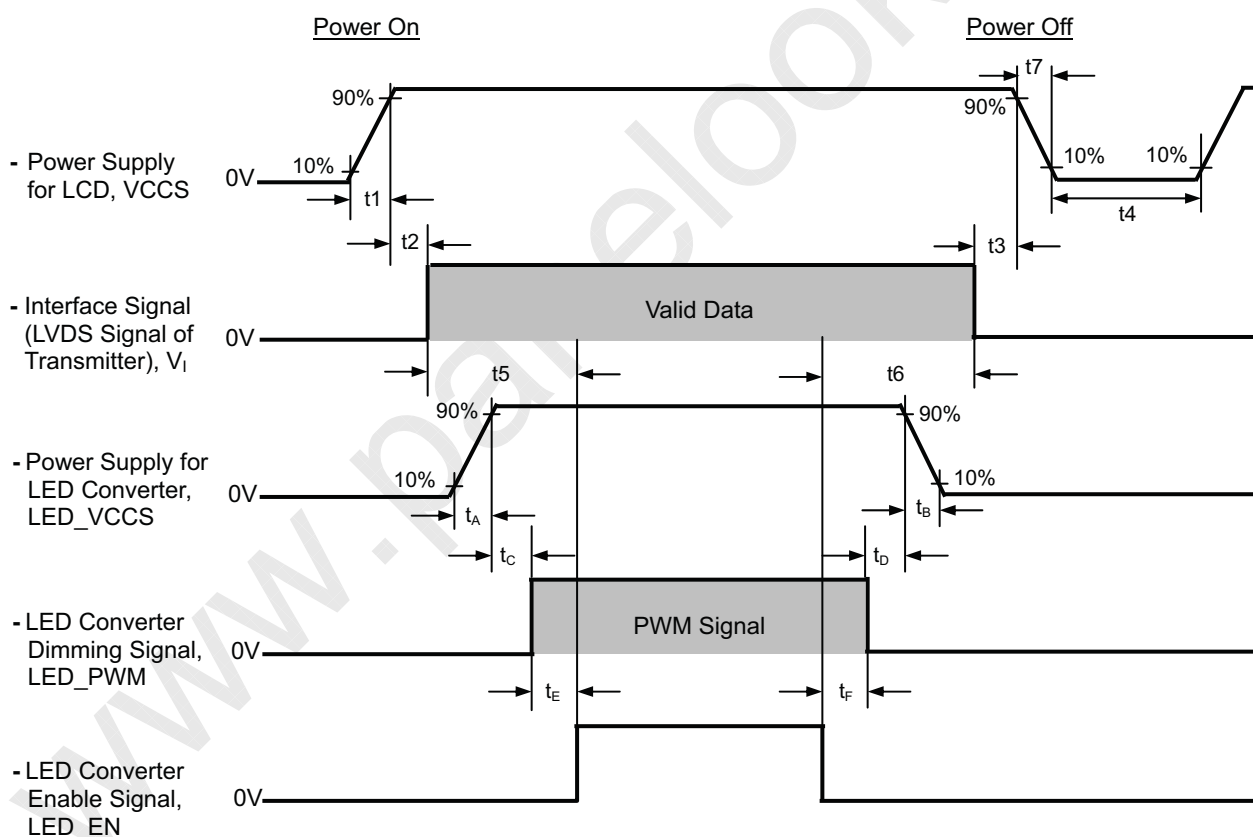 Power On
Power Off
t7
90%
90%
- Power Supply
for LCD, VCCS
0V
10%
10%
10%
t1
t4
t2
t3
- Interface Signal
(LVDS Signal of
Transmitter), VI
0V
Valid Data
t5
t6
90%
90%
- Power Supply for
LED Converter,
LED_VCCS
0V
10%
10%
tA
tB
tC
tD
- LED Converter
Dimming Signal,
LED_PWM
0V
PWM Signal
tE
tF
- LED Converter
Enable Signal,
LED_EN
0V